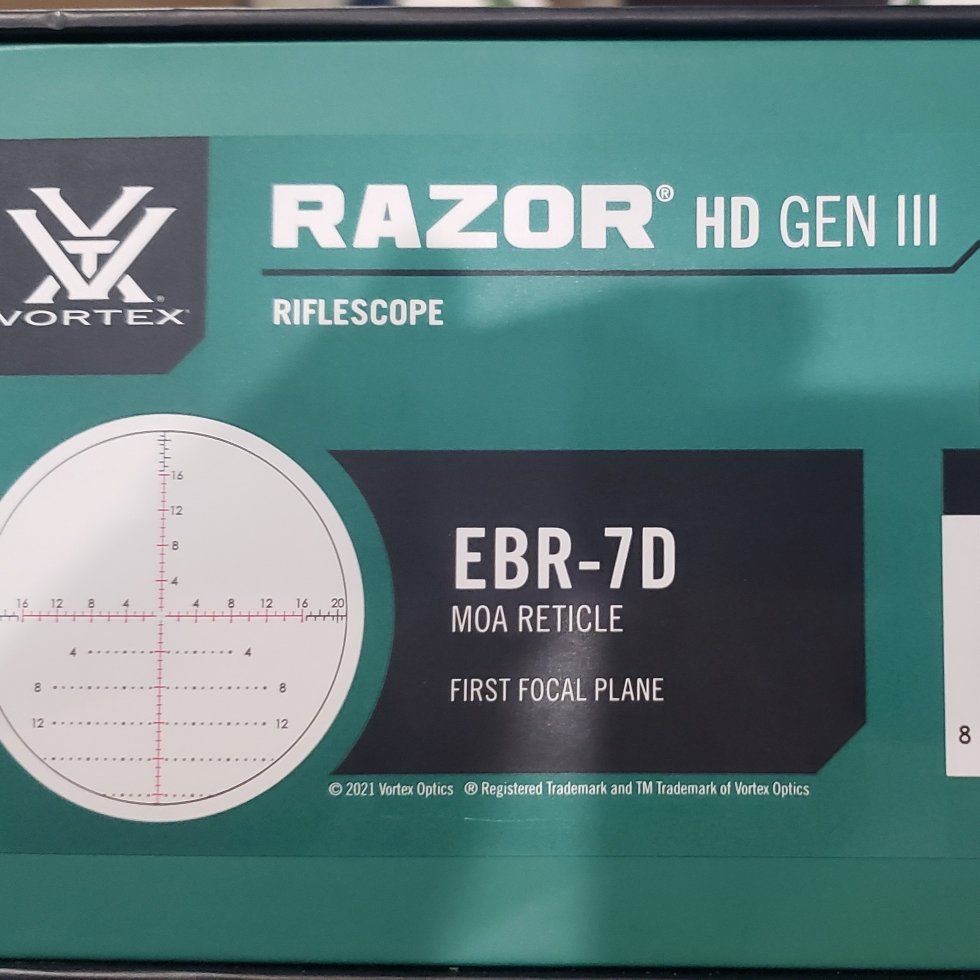 RAZOR® HD GEN III
VORTEX®
RIFLESCOPE
16
12
8
4
16 12 8 4 4 8 12 16 20
4 4
8 8
12 12
EBR-7D
MOA RETICLE
FIRST FOCAL PLANE
8
© 2021 Vortex Optics ® Registered Trademark and TM Trademark of Vortex Optics